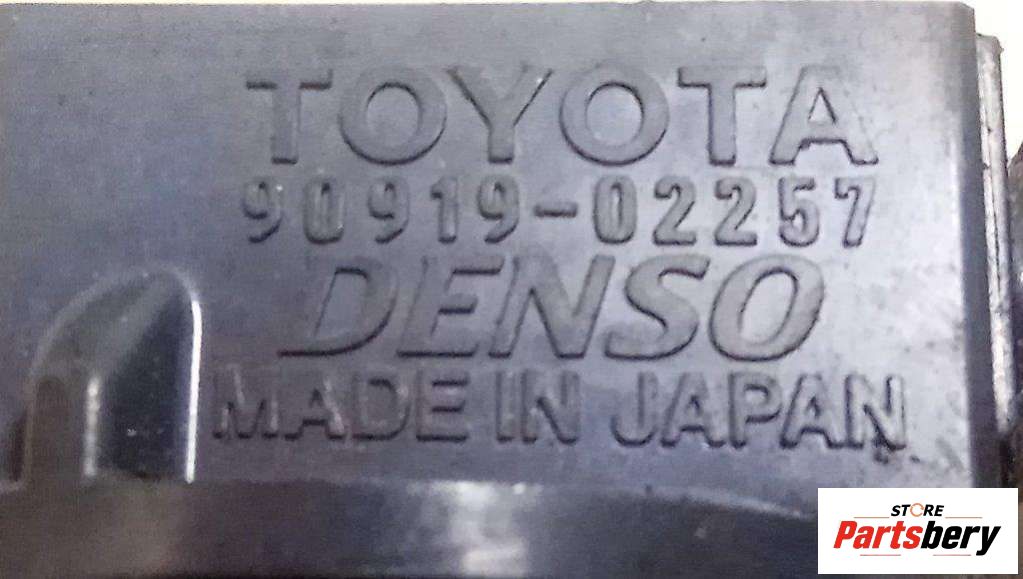 TOYOTA
90919-02257
DENSO
MADE IN JAPAN
STORE
Partsbery